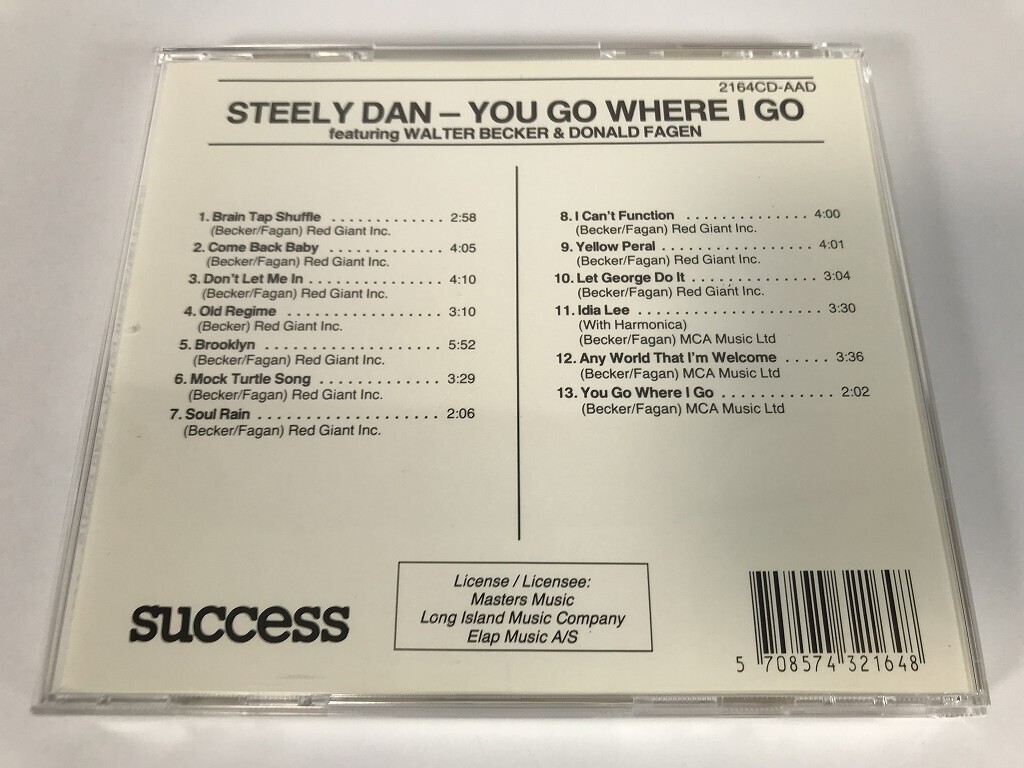 2164CD-AAD
STEELY DAN – YOU GO WHERE I GO
featuring WALTER BECKER & DONALD FAGEN
1. Brain Tap Shuffle . . . . . . . . . . . . . 2:58
(Becker/Fagan) Red Giant Inc.
2. Come Back Baby . . . . . . . . . . . . . 4:05
(Becker/Fagan) Red Giant Inc.
3. Don't Let Me In . . . . . . . . . . . . . . . 4:10
(Becker/Fagan) Red Giant Inc.
4. Old Regime . . . . . . . . . . . . . . . . . . 3:10
(Becker) Red Giant Inc.
5. Brooklyn . . . . . . . . . . . . . . . . . . . . 5:52
(Becker/Fagan) Red Giant Inc.
6. Mock Turtle Song . . . . . . . . . . . . . 3:29
(Becker/Fagan) Red Giant Inc.
7. Soul Rain . . . . . . . . . . . . . . . . . . . 2:06
(Becker/Fagan) Red Giant Inc.
8. I Can't Function . . . . . . . . . . . . . . 4:00
(Becker/Fagan) Red Giant Inc.
9. Yellow Peral . . . . . . . . . . . . . . . . . 4:01
(Becker/Fagan) Red Giant Inc.
10. Let George Do It . . . . . . . . . . . . . . 3:04
(Becker/Fagan) Red Giant Inc.
11. Idia Lee . . . . . . . . . . . . . . . . . . . . . 3:30
(With Harmonica)
(Becker/Fagan) MCA Music Ltd
12. Any World That I'm Welcome . . . . . 3:36
(Becker/Fagan) MCA Music Ltd
13. You Go Where I Go . . . . . . . . . . . . 2:02
(Becker/Fagan) MCA Music Ltd
success
License / Licensee:
Masters Music
Long Island Music Company
Elap Music A/S
5 708574 321648